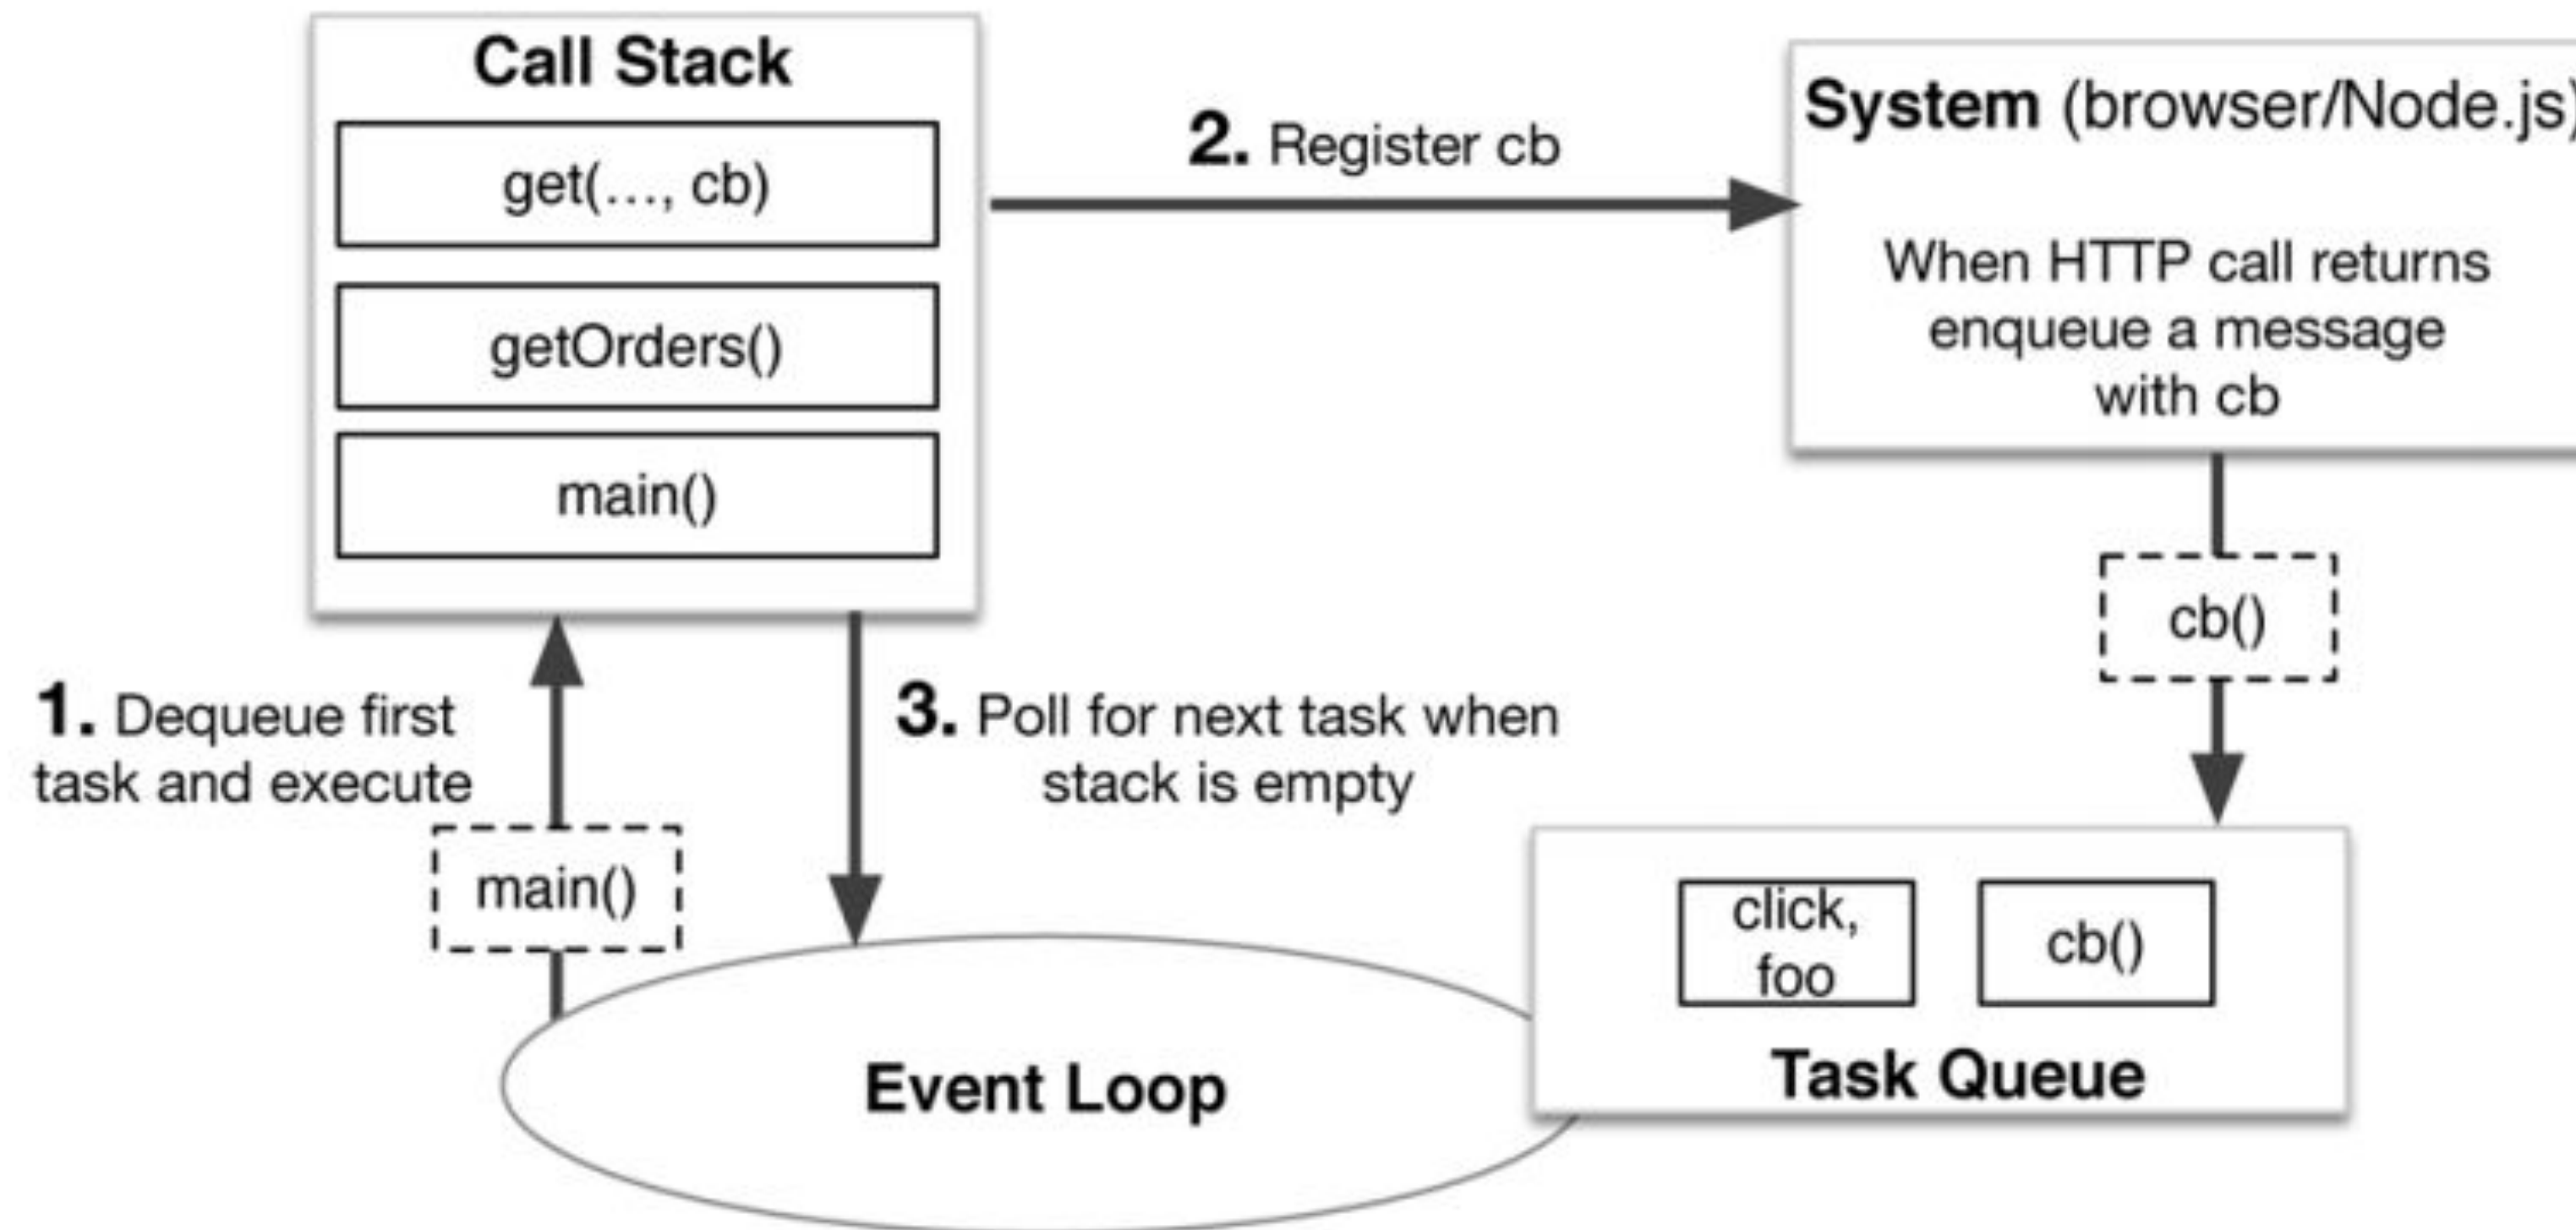 Call Stack
get(..., cb)
getOrders()
main()
2. Register cb
System (browser/Node.js)
When HTTP call returns
enqueue a message
with cb
cb()
1. Dequeue first
task and execute
main()
3. Poll for next task when
stack is empty
Event Loop
click,
foo
cb()
Task Queue